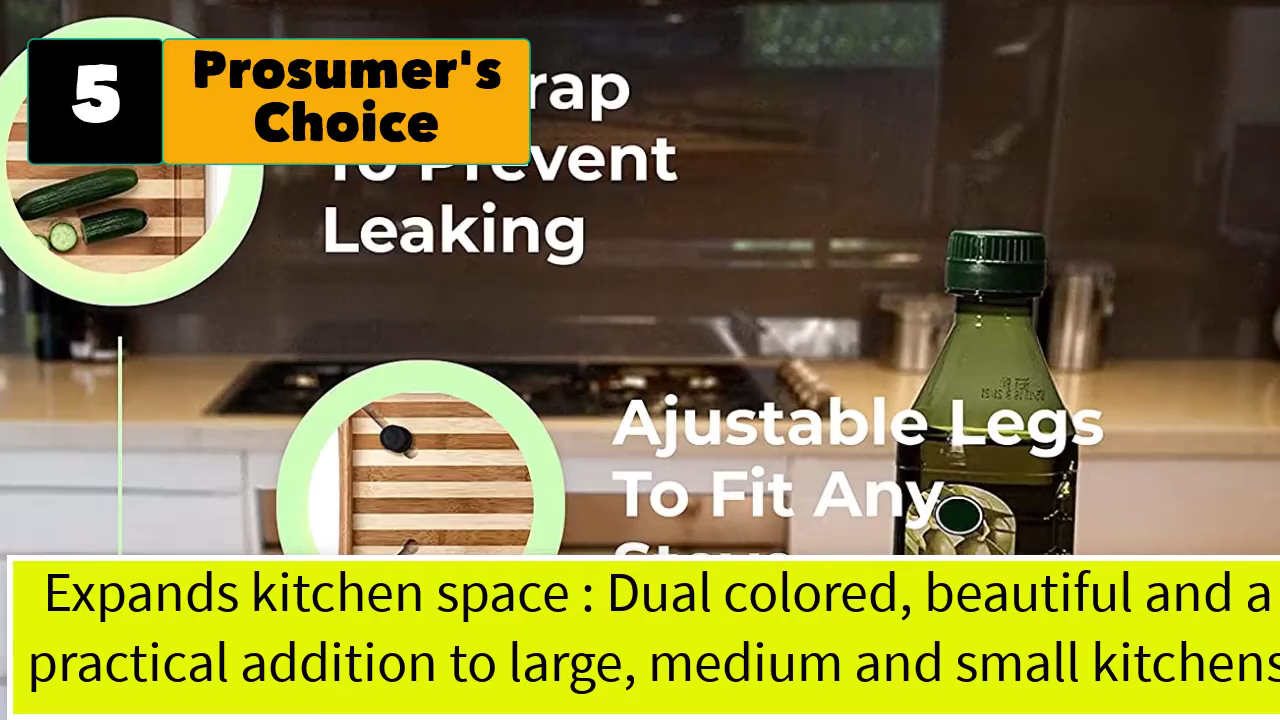 5
Prosumer's
Choice
rap
To Prevent
Leaking
Ajustable Legs
To Fit Any
Expands kitchen space : Dual colored, beautiful and a
practical addition to large, medium and small kitchens